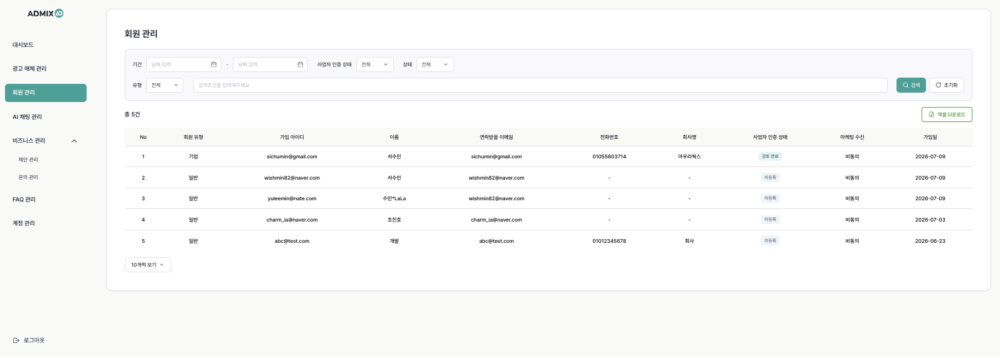 ADMIX
대시보드
광고 매체 관리
회원 관리
AI 채팅 관리
비즈니스 관리
제안 관리
문의 관리
FAQ 관리
계정 관리
로그아웃
회원 관리
기간 날짜 입력 - 날짜 입력 사업자 인증 상태 전체 상태 전체
유형 전체 검색조건을 입력해주세요 검색 초기화
총 5건 엑셀 다운로드
No 회원 유형 가입 아이디 이름 연락받을 이메일 전화번호 회사명 사업자 인증 상태 마케팅 수신 가입일
1 기업 sichumin@gmail.com 서수민 sichumin@gmail.com 01055803714 아우라웍스 검토 완료 비동의 2026-07-09
2 일반 wishmin82@naver.com 서수민 wishmin82@naver.com - - 미등록 비동의 2026-07-09
3 일반 yuleemin@nate.com 수민*LaLa wishmin82@naver.com - - 미등록 비동의 2026-07-09
4 일반 charm_ia@naver.com 조진호 charm_ia@naver.com - - 미등록 비동의 2026-07-03
5 일반 abc@test.com 개발 abc@test.com 01012345678 회사 미등록 비동의 2026-06-23
10개씩 보기